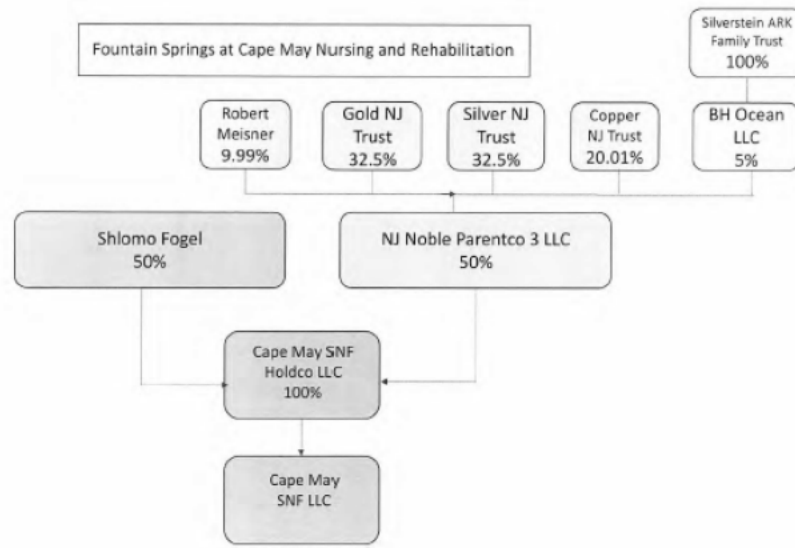 Fountain Springs at Cape May Nursing and Rehabilitation
Silverstein ARK
Family Trust
100%
Robert
Meisner
9.99%
Gold NJ
Trust
32.5%
Silver NJ
Trust
32.5%
Copper
NJ Trust
20.01%
BH Ocean
LLC
5%
Shlomo Fogel
50%
NJ Noble Parentco 3 LLC
50%
Cape May SNF
Holdco LLC
100%
Cape May
SNF LLC